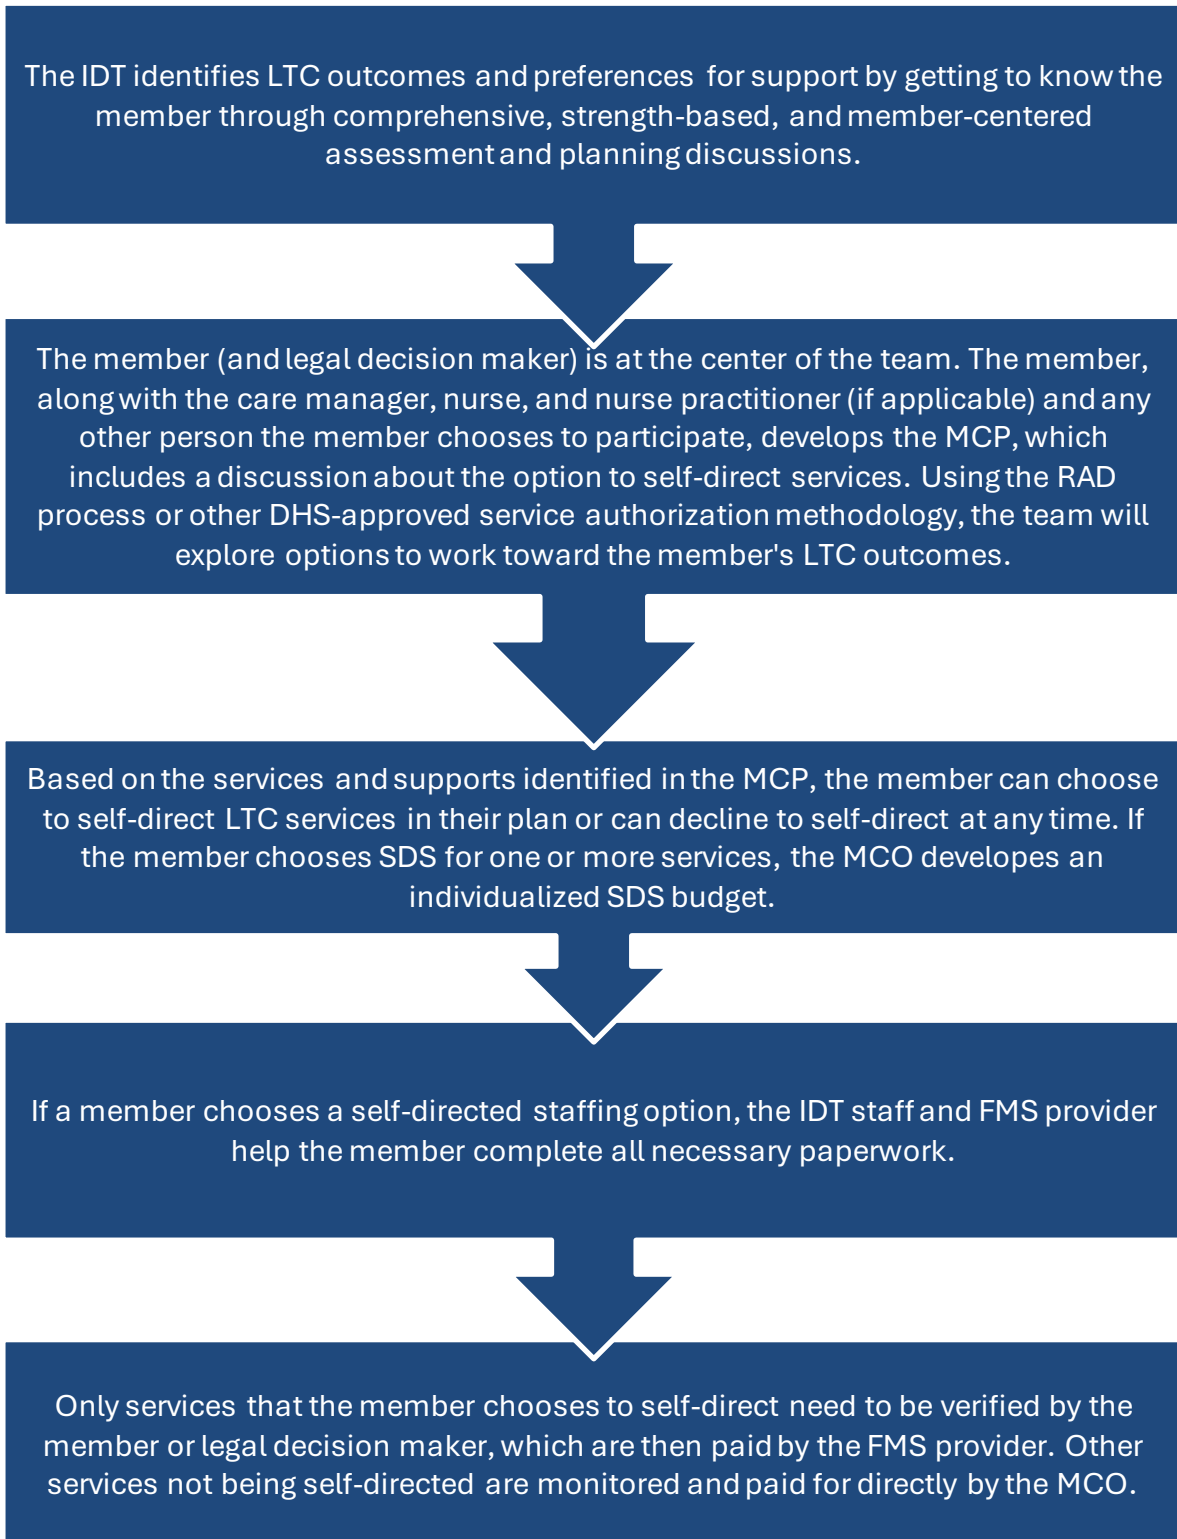 The IDT identifies LTC outcomes and preferences for support by getting to know the
member through comprehensive, strength-based, and member-centered
assessment and planning discussions.
The member (and legal decision maker) is at the center of the team. The member,
along with the care manager, nurse, and nurse practitioner (if applicable) and any
other person the member chooses to participate, develops the MCP, which
includes a discussion about the option to self-direct services. Using the RAD
process or other DHS-approved service authorization methodology, the team will
explore options to work toward the member's LTC outcomes.
Based on the services and supports identified in the MCP, the member can choose
to self-direct LTC services in their plan or can decline to self-direct at any time. If
the member chooses SDS for one or more services, the MCO developes an
individualized SDS budget.
If a member chooses a self-directed staffing option, the IDT staff and FMS provider
help the member complete all necessary paperwork.
Only services that the member chooses to self-direct need to be verified by the
member or legal decision maker, which are then paid by the FMS provider. Other
services not being self-directed are monitored and paid for directly by the MCO.